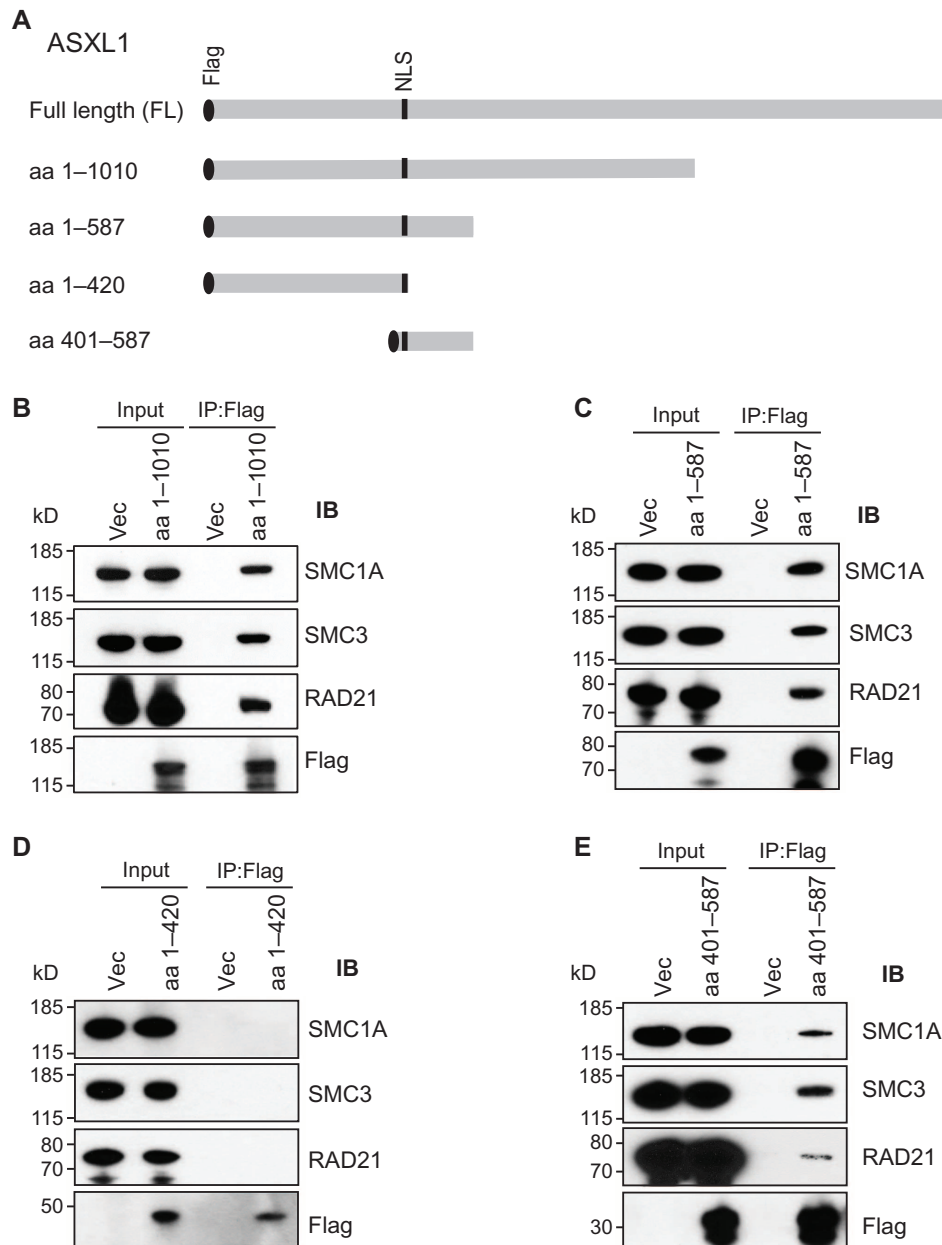 A
ASXL1
Flag
NLS
Full length (FL)
aa 1–1010
aa 1–587
aa 1–420
aa 401–587
B
Input
IP:Flag
kD
Vec
aa 1–1010
Vec
aa 1–1010
IB
185
115
SMC1A
185
115
SMC3
80
70
RAD21
185
115
Flag
C
Input
IP:Flag
kD
Vec
aa 1–587
Vec
aa 1–587
IB
185
115
SMC1A
185
115
SMC3
80
70
RAD21
80
70
Flag
D
Input
IP:Flag
kD
Vec
aa 1–420
Vec
aa 1–420
IB
185
115
SMC1A
185
115
SMC3
80
70
RAD21
50
Flag
E
Input
IP:Flag
kD
Vec
aa 401–587
Vec
aa 401–587
IB
185
115
SMC1A
185
115
SMC3
80
70
RAD21
30
Flag